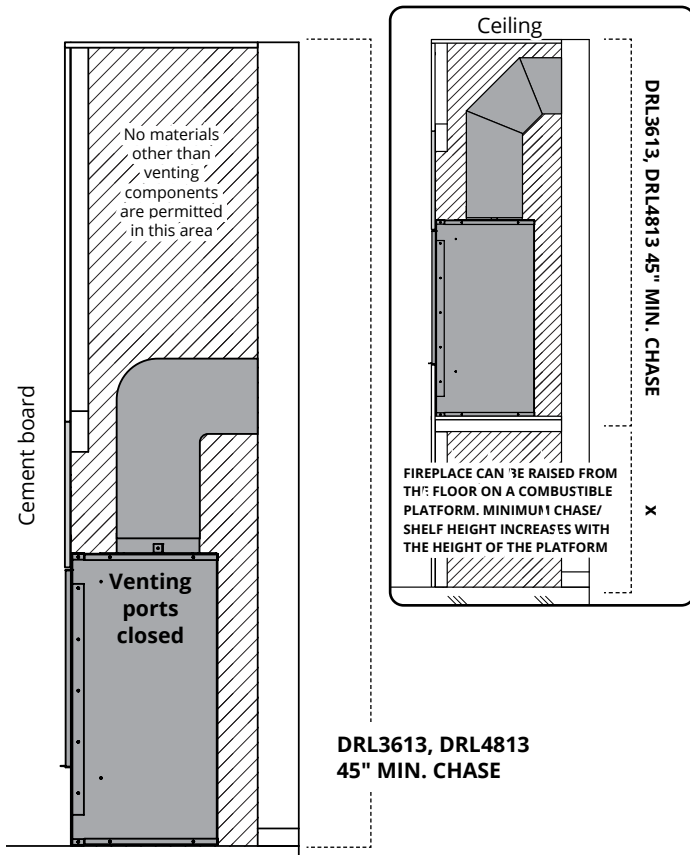 No materials
other than
venting
components
are permitted
in this area
Cement board
Venting
ports
closed
DRL3613, DRL4813
45" MIN. CHASE
Ceiling
DRL3613, DRL4813 45" MIN. CHASE
FIREPLACE CAN BE RAISED FROM
THE FLOOR ON A COMBUSTIBLE
PLATFORM. MINIMUM CHASE/
SHELF HEIGHT INCREASES WITH
THE HEIGHT OF THE PLATFORM
X